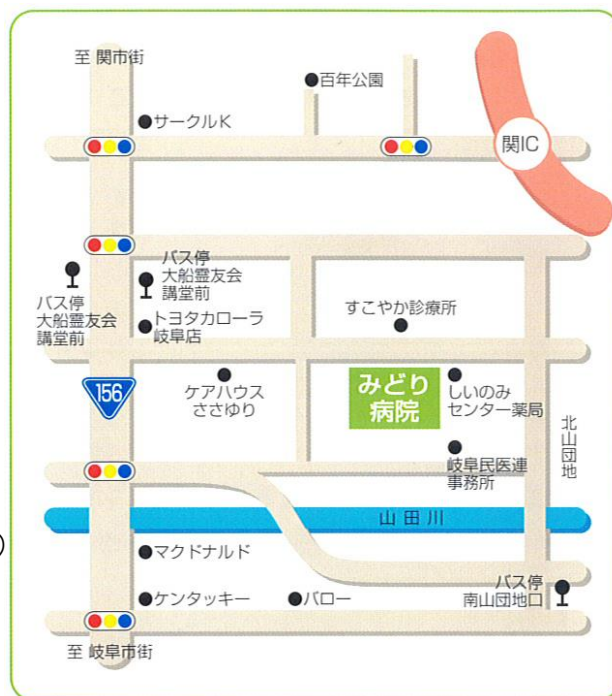 至 関市街
百年公園
サークルK
関IC
バス停
大船霊友会
講堂前
バス停
大船霊友会
講堂前
トヨタカローラ
岐阜店
すこやか診療所
156
ケアハウス
ささゆり
みどり
病院
しいのみ
センター薬局
北山団地
岐阜民医連
事務所
山田川
マクドナルド
ケンタッキー
バロー
バス停
南山団地口
至 岐阜市街
)